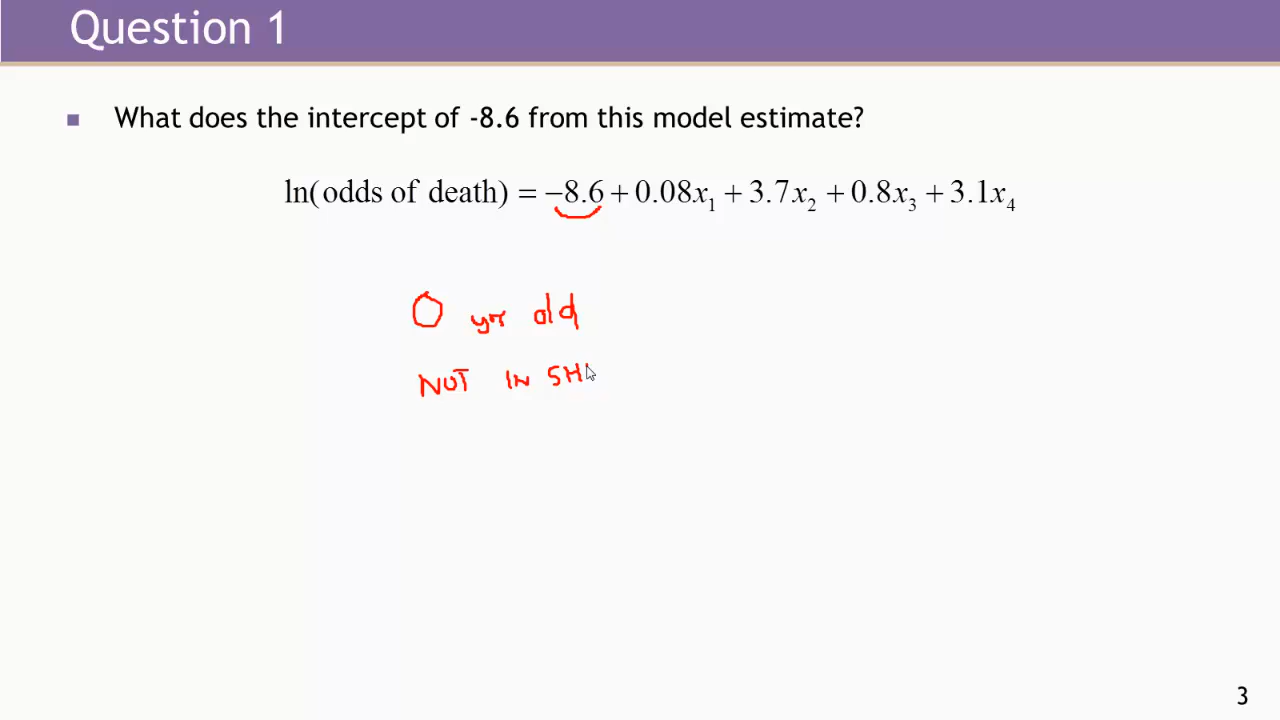 Question 1
What does the intercept of -8.6 from this model estimate?
ln(odds of death) = −8.6 + 0.08x₁ + 3.7x₂ + 0.8x₃ + 3.1x₄
0 yr old
NOT IN SH
3